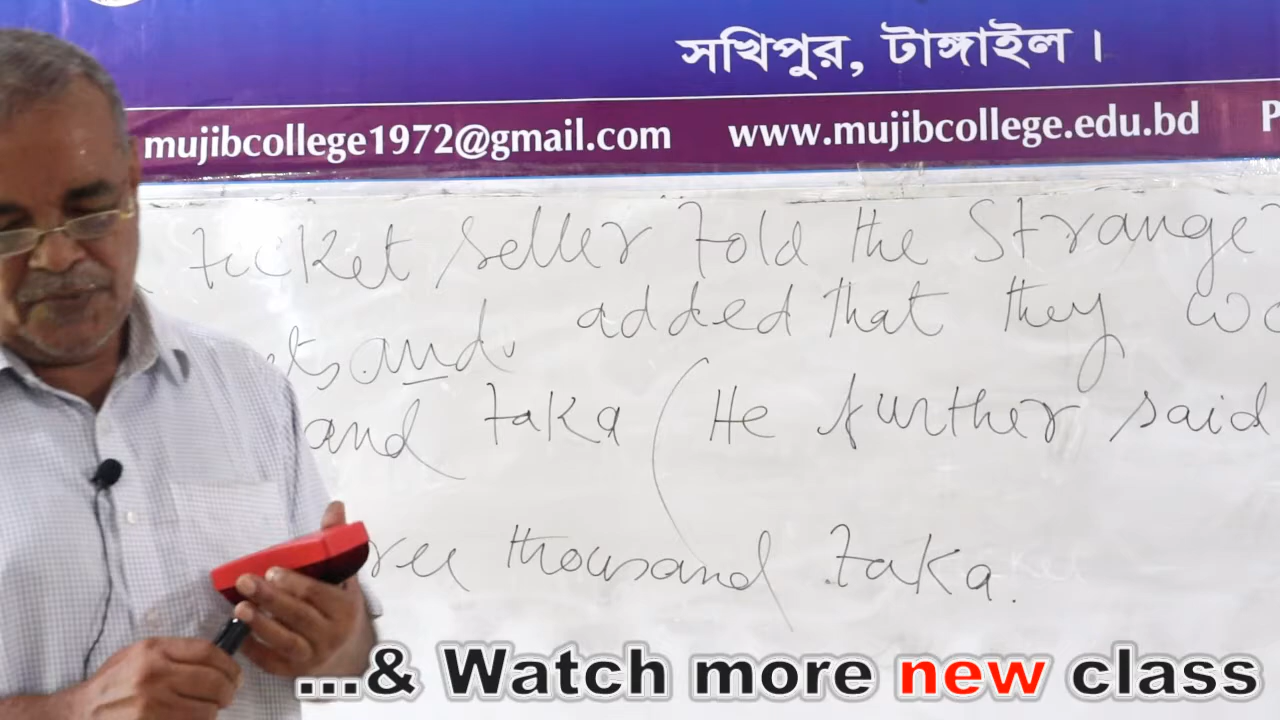 সখিপুর, টাঙ্গাইল।
mujibcollege1972@gmail.com www.mujibcollege.edu.bd P
ticket seller told the Strange
and, added that they
and taka (He further said
thousand taka.
...& Watch more new class